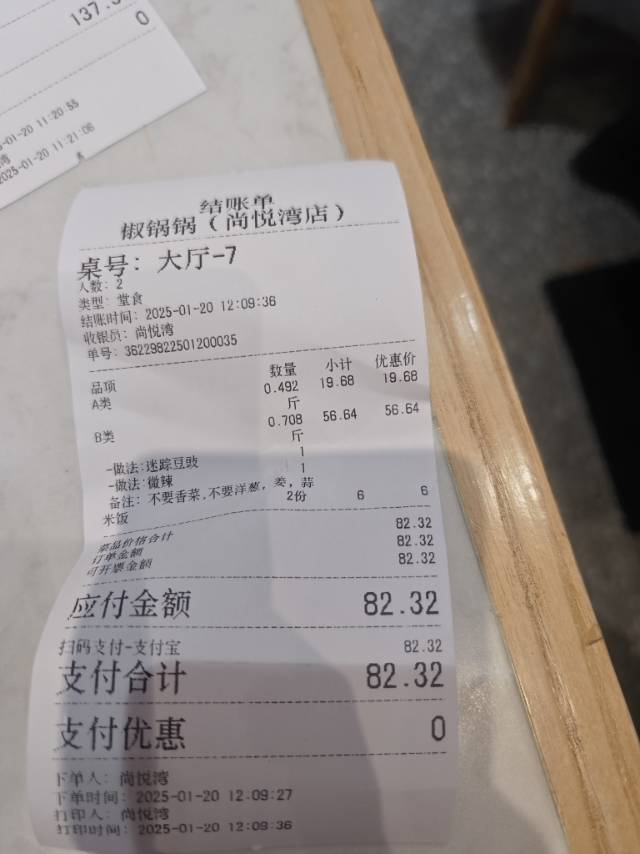 137.
0
-01-20 11:20:55
湾
2025-01-20 11:21:06
结账单
椒锅锅（尚悦湾店）
桌号: 大厅-7
人数: 2
类型: 堂食
结账时间: 2025-01-20 12:09:36
收银员: 尚悦湾
单号: 36229822501200035
品项 数量 小计 优惠价
A类 0.492 19.68 19.68
斤
B类 0.708 56.64 56.64
斤
-做法:迷踪豆豉 1
-做法:微辣 1
备注: 不要香菜,不要洋葱, 姜, 蒜
米饭 2份 6 6
菜品价格合计 82.32
订单金额 82.32
可开票金额 82.32
应付金额 82.32
扫码支付-支付宝 82.32
支付合计 82.32
支付优惠 0
下单人: 尚悦湾
下单时间: 2025-01-20 12:09:27
打印人: 尚悦湾
打印时间: 2025-01-20 12:09:36